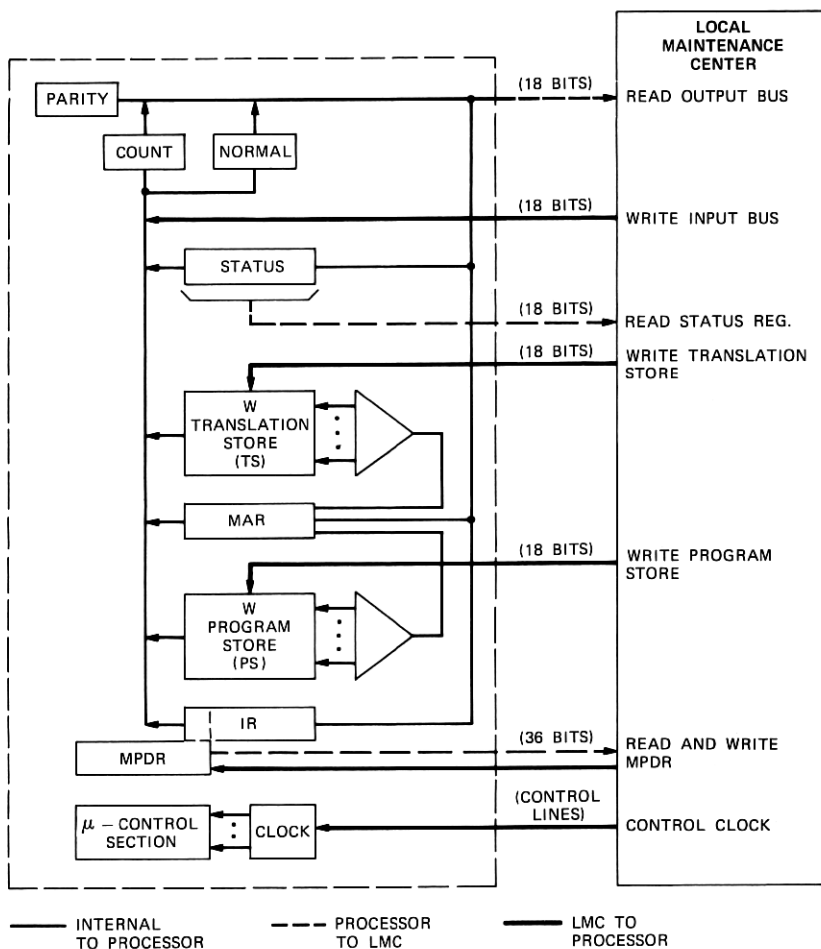 LOCAL
MAINTENANCE
CENTER
PARITY
(18 BITS)
READ OUTPUT BUS
COUNT
NORMAL
(18 BITS)
WRITE INPUT BUS
STATUS
(18 BITS)
READ STATUS REG.
(18 BITS)
WRITE TRANSLATION
STORE
W
TRANSLATION
STORE
(TS)
MAR
(18 BITS)
WRITE PROGRAM
STORE
W
PROGRAM
STORE
(PS)
IR
(36 BITS)
READ AND WRITE
MPDR
MPDR
(CONTROL
LINES)
CONTROL CLOCK
μ – CONTROL
SECTION
CLOCK
INTERNAL
TO PROCESSOR
PROCESSOR
TO LMC
LMC TO
PROCESSOR